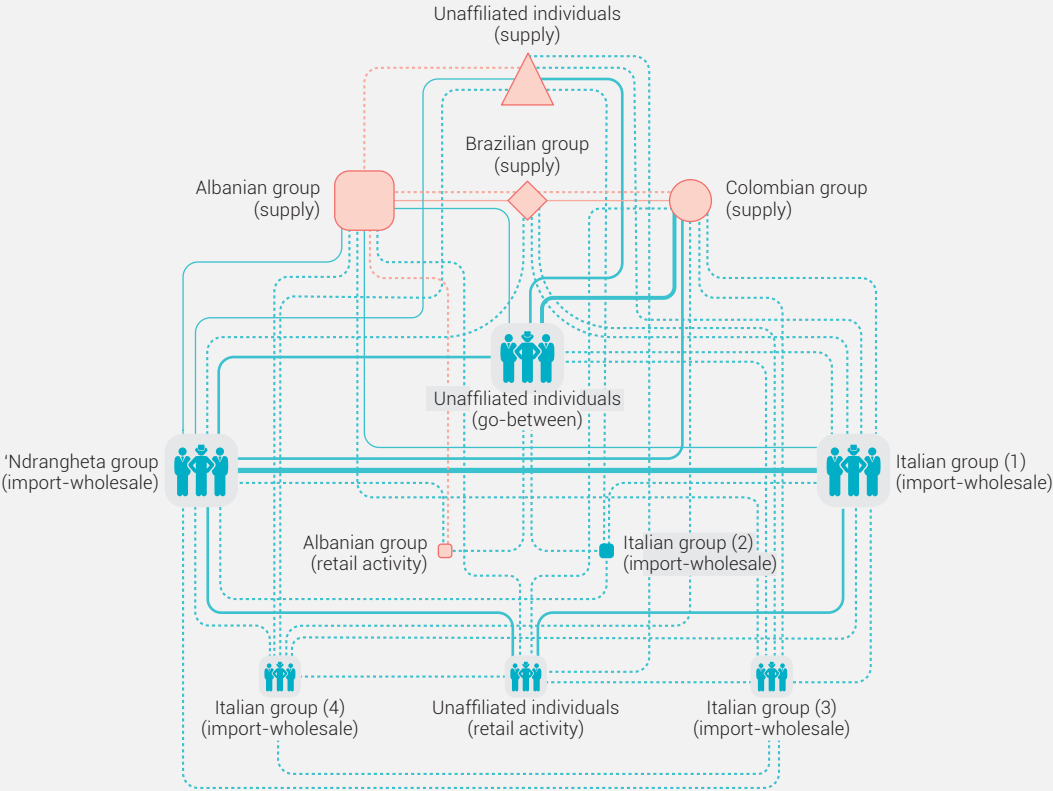 Unaffiliated individuals
(supply)
Brazilian group
(supply)
Albanian group
(supply)
Colombian group
(supply)
Unaffiliated individuals
(go-between)
‘Ndrangheta group
(import-wholesale)
Italian group (1)
(import-wholesale)
Albanian group
(retail activity)
Italian group (2)
(import-wholesale)
Italian group (4)
(import-wholesale)
Unaffiliated individuals
(retail activity)
Italian group (3)
(import-wholesale)